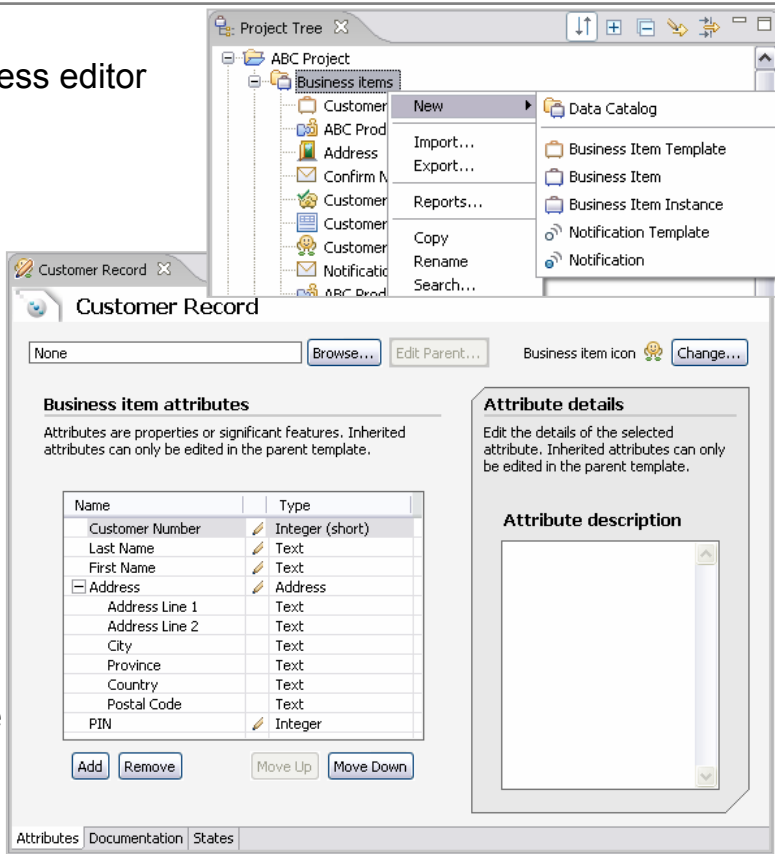 Project Tree
ess editor
ABC Project
Business items
Customer
ABC Prod
Address
Confirm N
Customer
Customer
Customer
Notificatic
ABC Prod
New
Import...
Export...
Reports...
Copy
Rename
Search...
Data Catalog
Business Item Template
Business Item
Business Item Instance
Notification Template
Notification
Customer Record
Customer Record
None Browse... Edit Parent... Business item icon Change...
Business item attributes
Attributes are properties or significant features. Inherited
attributes can only be edited in the parent template.
Name Type
Customer Number Integer (short)
Last Name Text
First Name Text
Address Address
Address Line 1 Text
Address Line 2 Text
City Text
Province Text
Country Text
Postal Code Text
PIN Integer
Add Remove Move Up Move Down
Attribute details
Edit the details of the selected
attribute. Inherited attributes can only
be edited in the parent template.
Attribute description
Attributes Documentation States